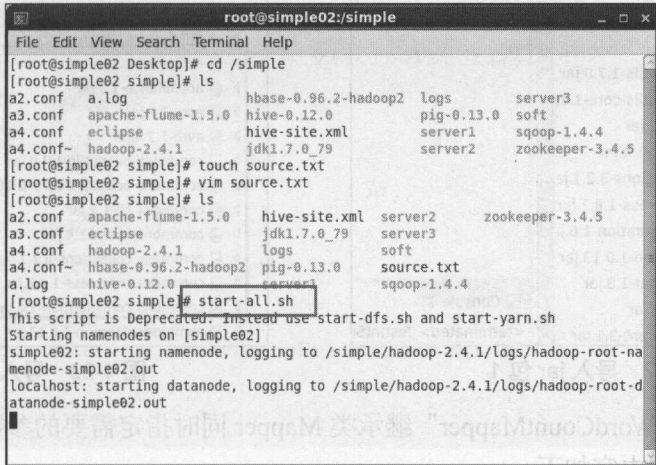 root@simple02:/simple
File Edit View Search Terminal Help
[root@simple02 Desktop]# cd /simple
[root@simple02 simple]# ls
a2.conf a.log hbase-0.96.2-hadoop2 logs server3
a3.conf apache-flume-1.5.0 hive-0.12.0 pig-0.13.0 soft
a4.conf eclipse hive-site.xml server1 sqoop-1.4.4
a4.conf~ hadoop-2.4.1 jdk1.7.0_79 server2 zookeeper-3.4.5
[root@simple02 simple]# touch source.txt
[root@simple02 simple]# vim source.txt
[root@simple02 simple]# ls
a2.conf apache-flume-1.5.0 hive-site.xml server2 zookeeper-3.4.5
a3.conf eclipse jdk1.7.0_79 server3
a4.conf hadoop-2.4.1 logs soft
a4.conf~ hbase-0.96.2-hadoop2 pig-0.13.0 source.txt
a.log hive-0.12.0 server1 sqoop-1.4.4
[root@simple02 simple]# start-all.sh
This script is Deprecated. Instead use start-dfs.sh and start-yarn.sh
Starting namenodes on [simple02]
simple02: starting namenode, logging to /simple/hadoop-2.4.1/logs/hadoop-root-na
menode-simple02.out
localhost: starting datanode, logging to /simple/hadoop-2.4.1/logs/hadoop-root-d
atanode-simple02.out